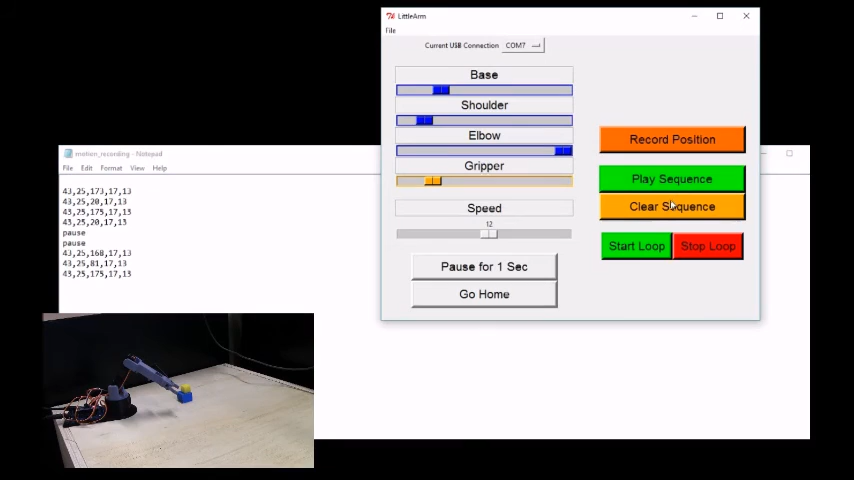 LittleArm
File
Current USB Connection COM7
Base
Shoulder
Elbow
Gripper
Speed
12
Pause for 1 Sec
Go Home
Record Position
Play Sequence
Clear Sequence
Start Loop Stop Loop
motion_recording - Notepad
File Edit Format View Help
43,25,173,17,13
43,25,20,17,13
43,25,175,17,13
43,25,20,17,13
pause
pause
43,25,168,17,13
43,25,81,17,13
43,25,175,17,13